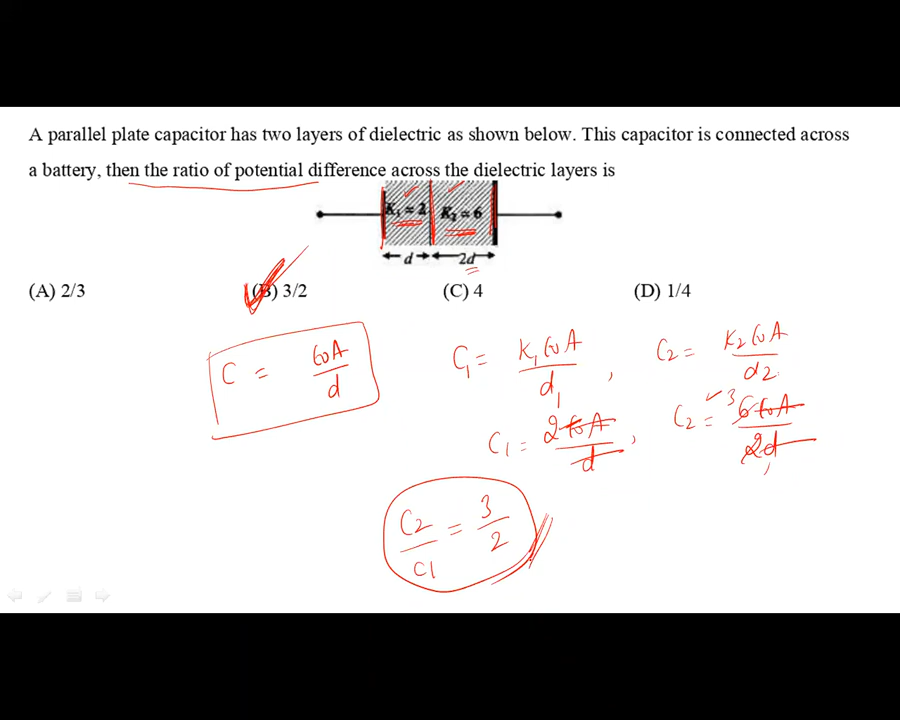 A parallel plate capacitor has two layers of dielectric as shown below. This capacitor is connected across
a battery, then the ratio of potential difference across the dielectric layers is
K₁ = 2 K₂ = 6
d 2d
(A) 2/3 (B) 3/2 (C) 4 (D) 1/4
C = ϵ₀A/d
C₁ = K₁ϵ₀A/d₁ , C₂ = K₂ϵ₀A/d2
C₁ = 2ϵ₀A/d , C₂ = 3 6ϵ₀A/2d
C2/C1 = 3/2